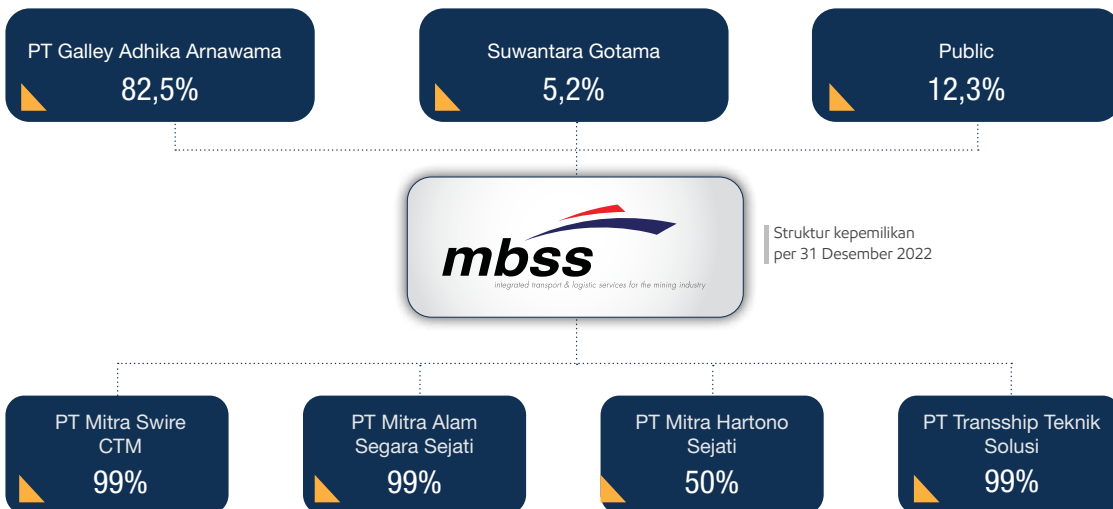 PT Galley Adhika Arnawama
82,5%
Suwantara Gotama
5,2%
Public
12,3%
mbss
integrated transport & logistic services for the mining industry
Struktur kepemilikan
per 31 Desember 2022
PT Mitra Swire
CTM
99%
PT Mitra Alam
Segara Sejati
99%
PT Mitra Hartono
Sejati
50%
PT Transship Teknik
Solusi
99%